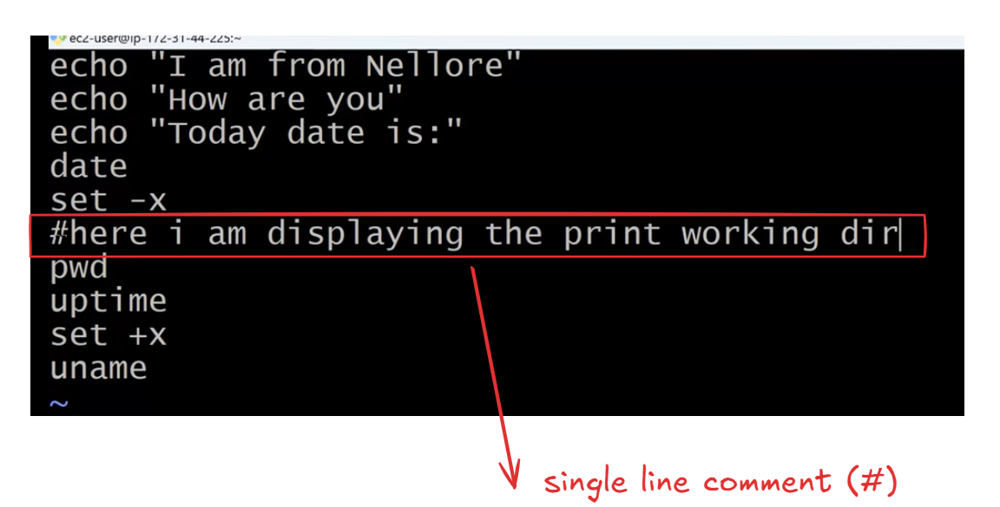 ec2-user@ip-172-31-44-225:~
echo "I am from Nellore"
echo "How are you"
echo "Today date is:"
date
set -x
#here i am displaying the print working dir
pwd
uptime
set +x
uname
~
single line comment (#)